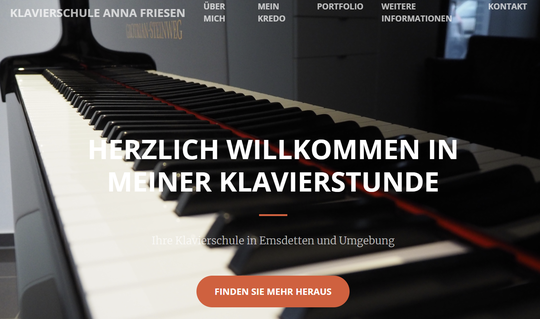 KLAVIERSCHULE ANNA FRIESEN
ÜBER
MICH
MEIN
KREDO
PORTFOLIO
WEITERE
INFORMATIONEN
KONTAKT
HERZLICH WILLKOMMEN IN
MEINER KLAVIERSTUNDE
Ihre Klavierschule in Emsdetten und Umgebung
FINDEN SIE MEHR HERAUS